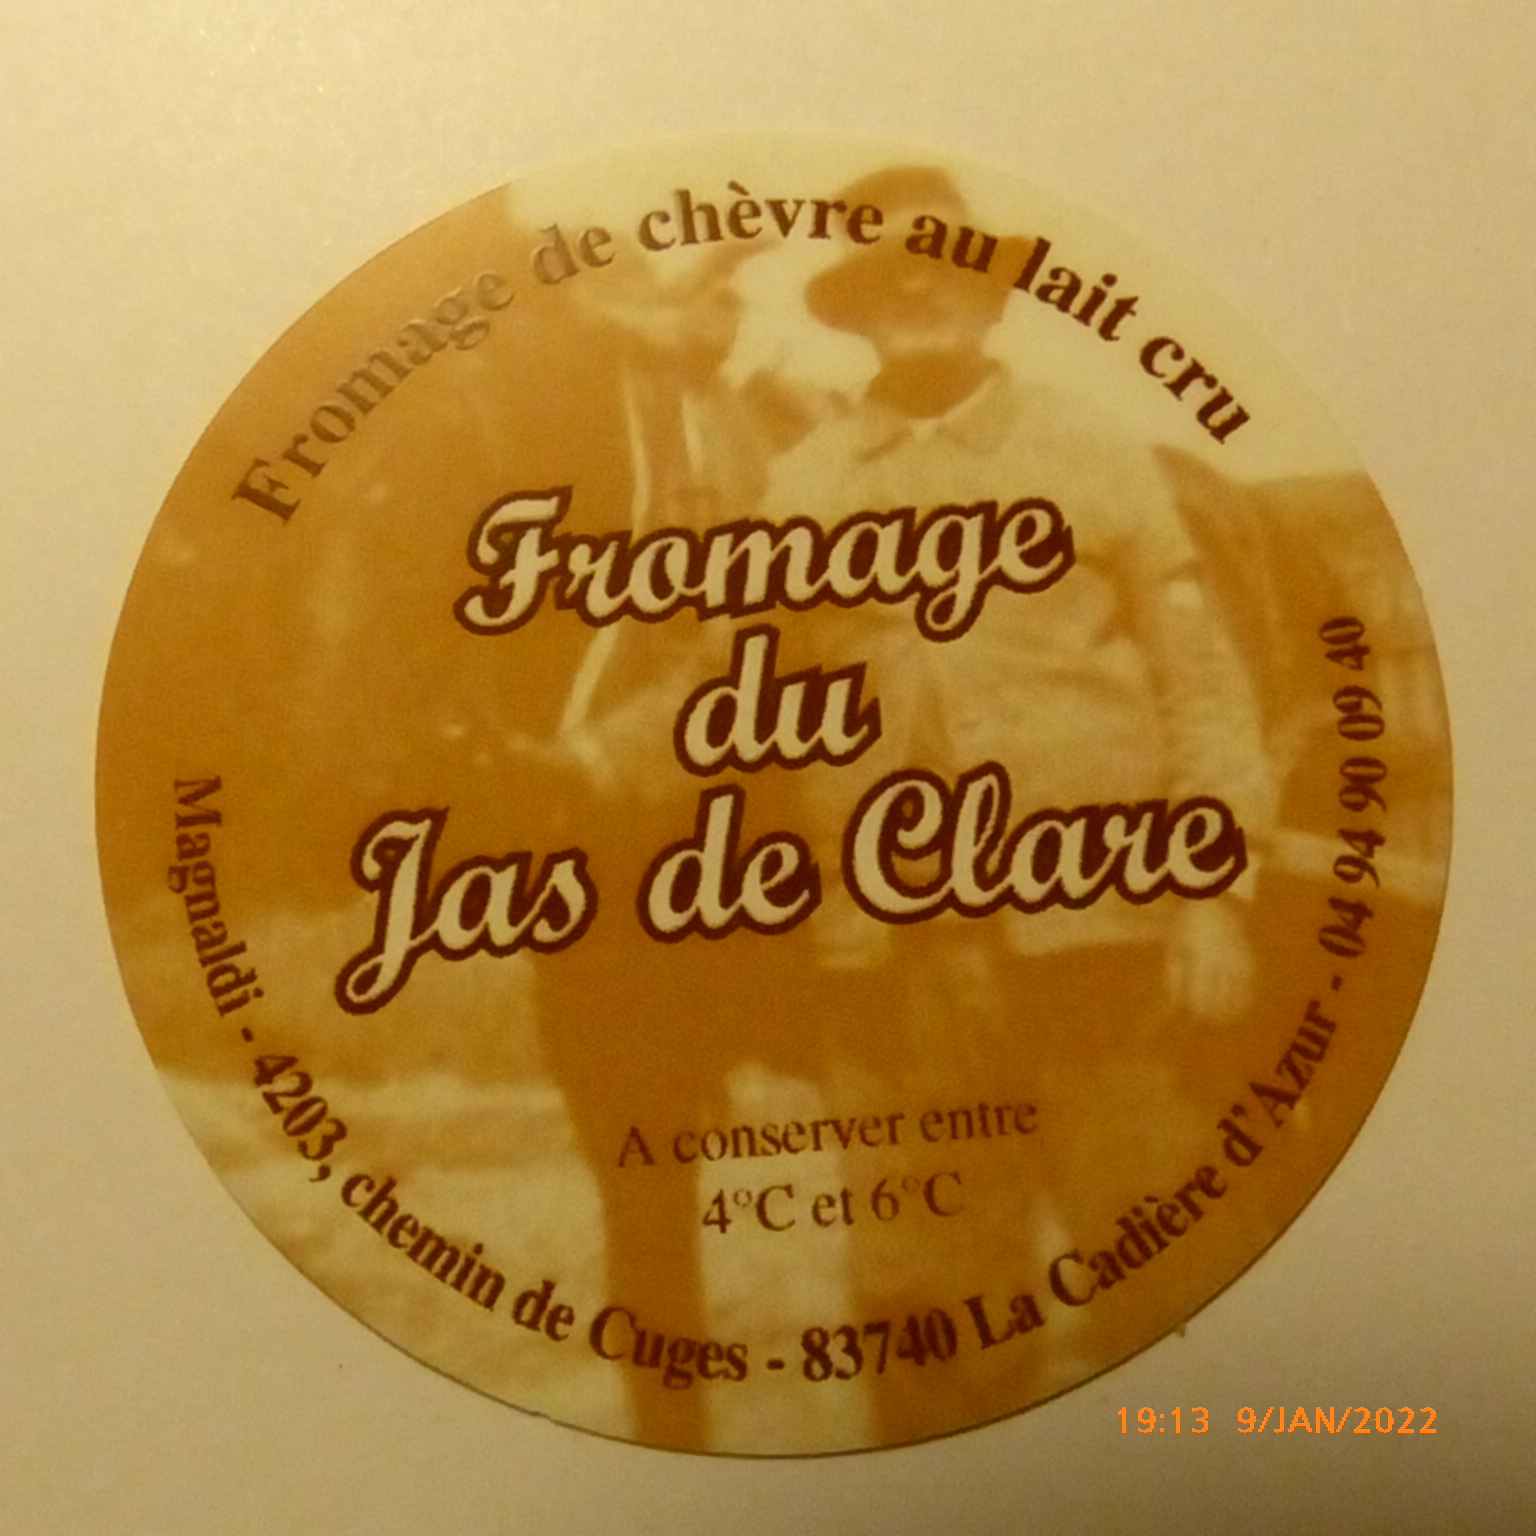 Fromage de chèvre au lait cru
Fromage
du
Jas de Clare
A conserver entre
4°C et 6°C
Magnaldi - 4203, chemin de Cuges - 83740 La Cadière d'Azur - 04 94 90 09 40
19:13 9/JAN/2022